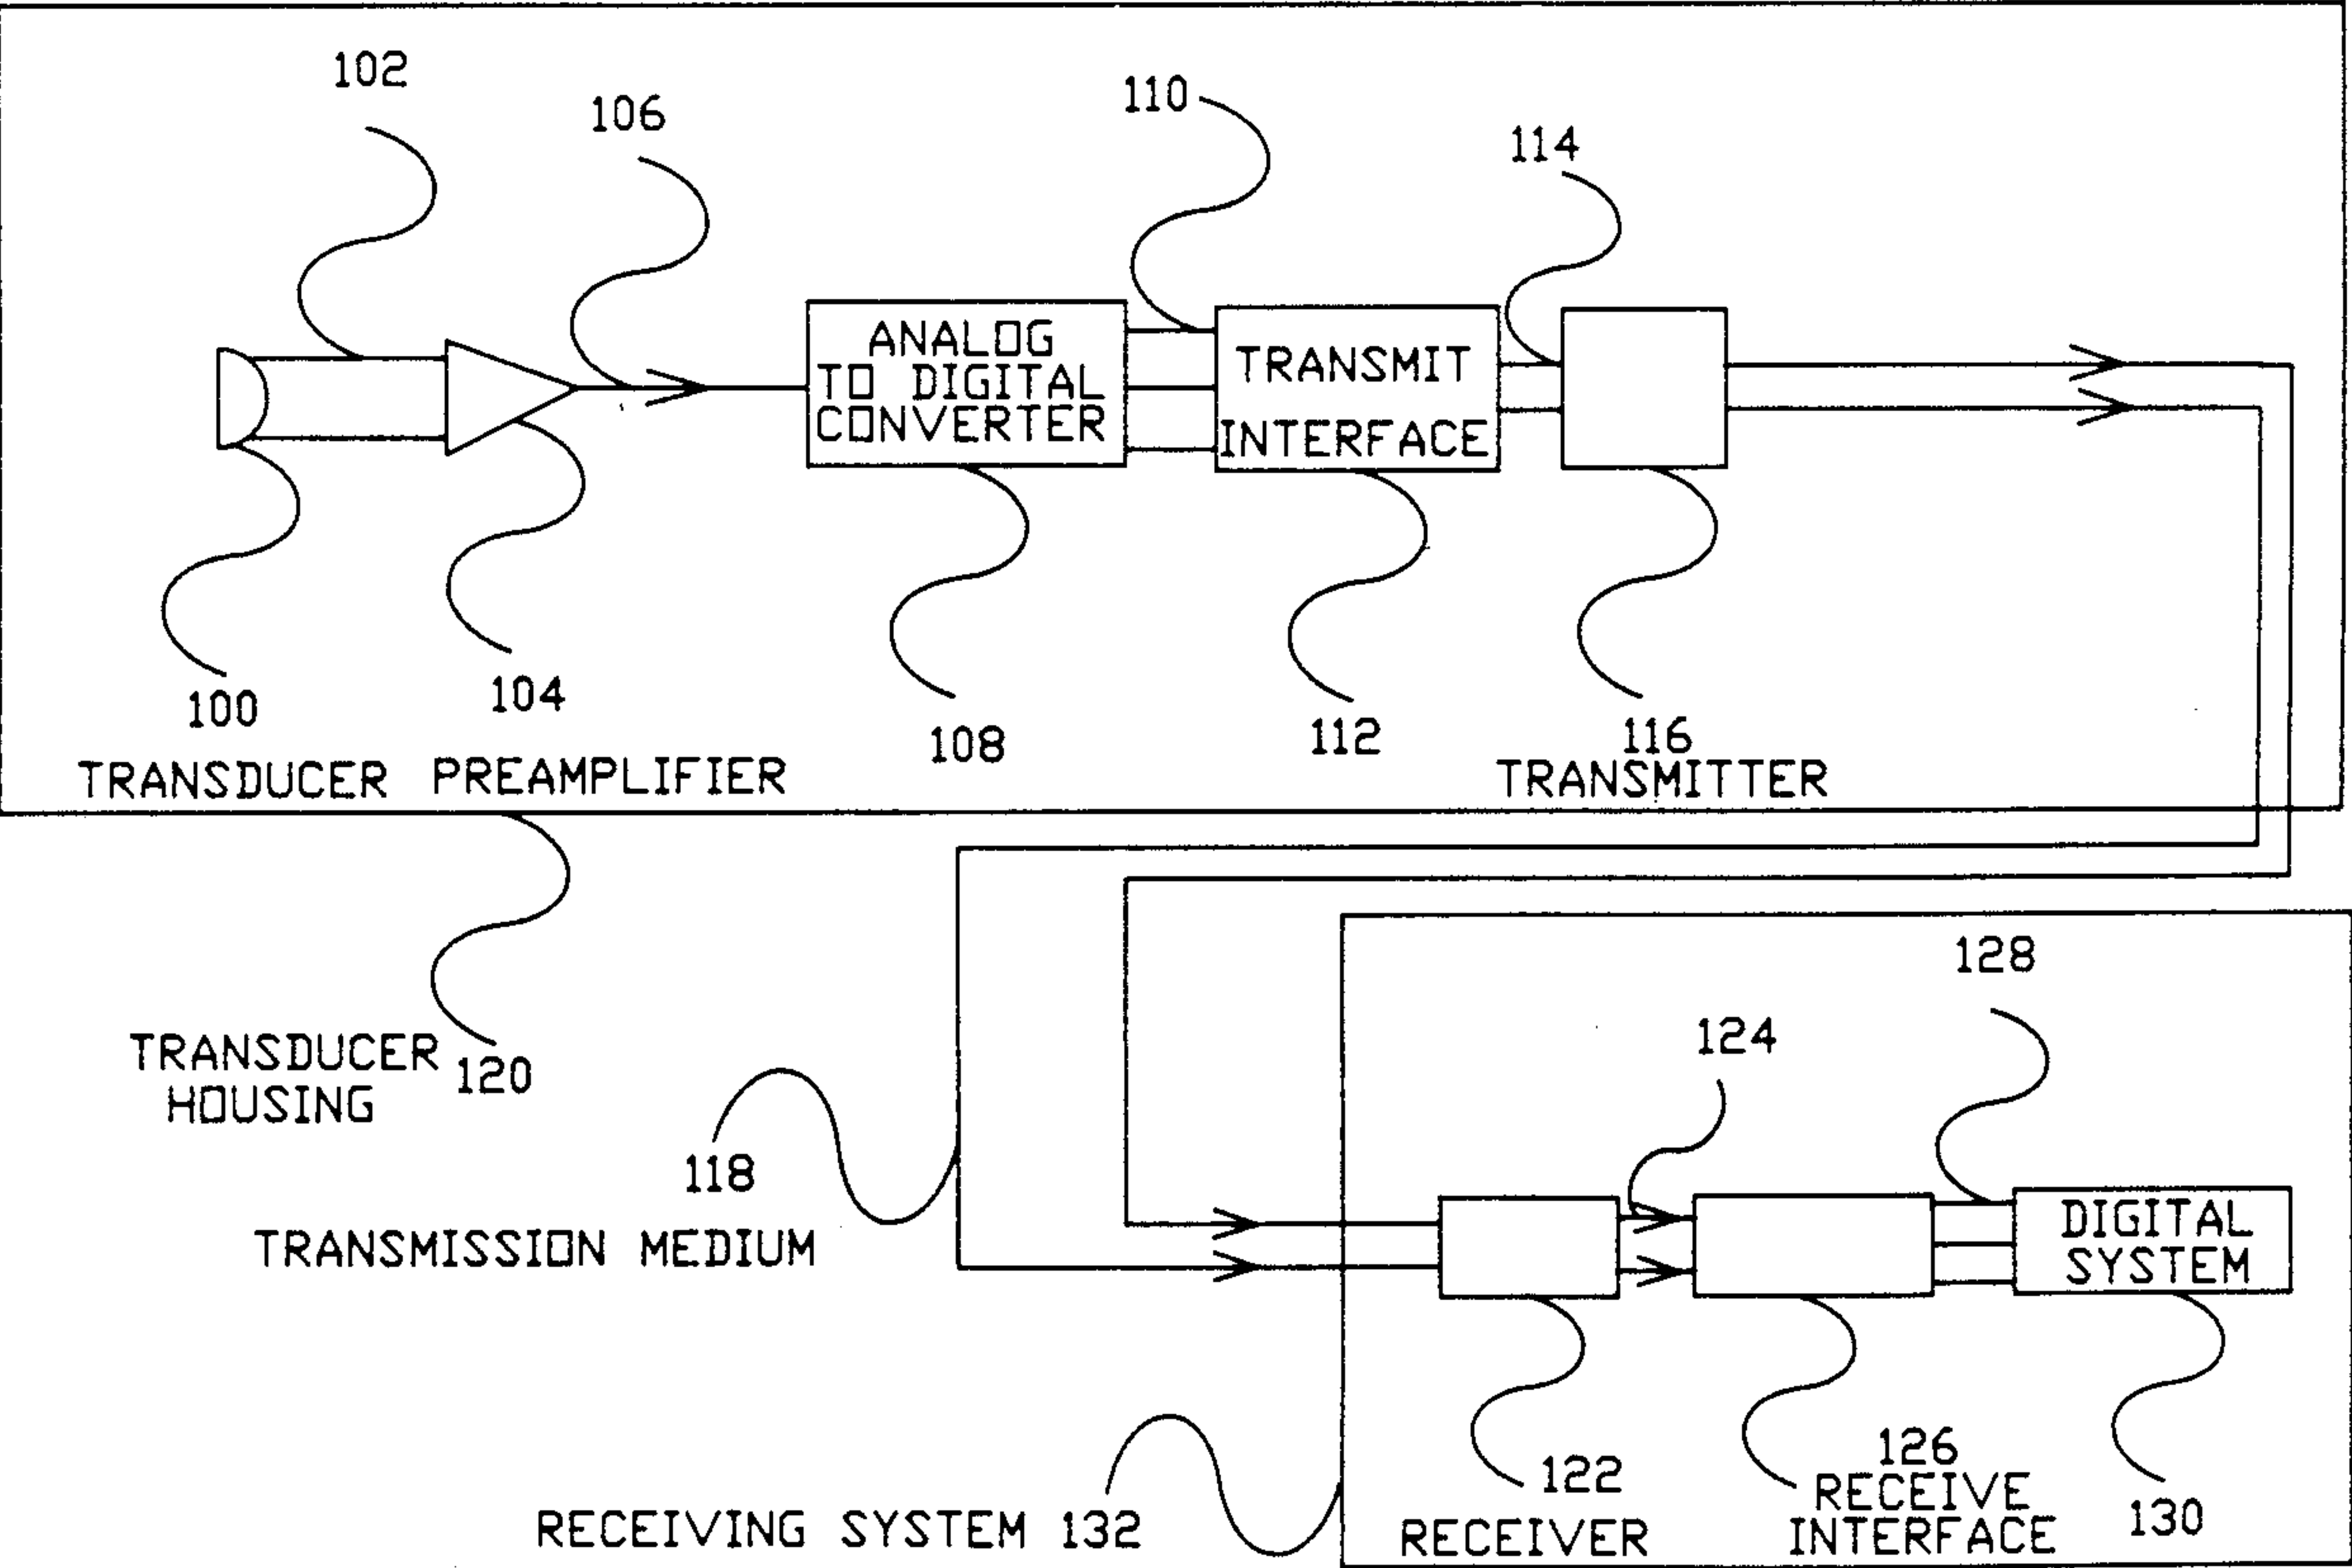 102
106
110
114
ANALOG
TO DIGITAL
CONVERTER
TRANSMIT
INTERFACE
100
104
108
112
116
TRANSDUCER
PREAMPLIFIER
TRANSMITTER
TRANSDUCER
HOUSING
120
118
TRANSMISSION MEDIUM
128
124
DIGITAL
SYSTEM
122
RECEIVER
126
RECEIVE
INTERFACE
130
RECEIVING SYSTEM 132